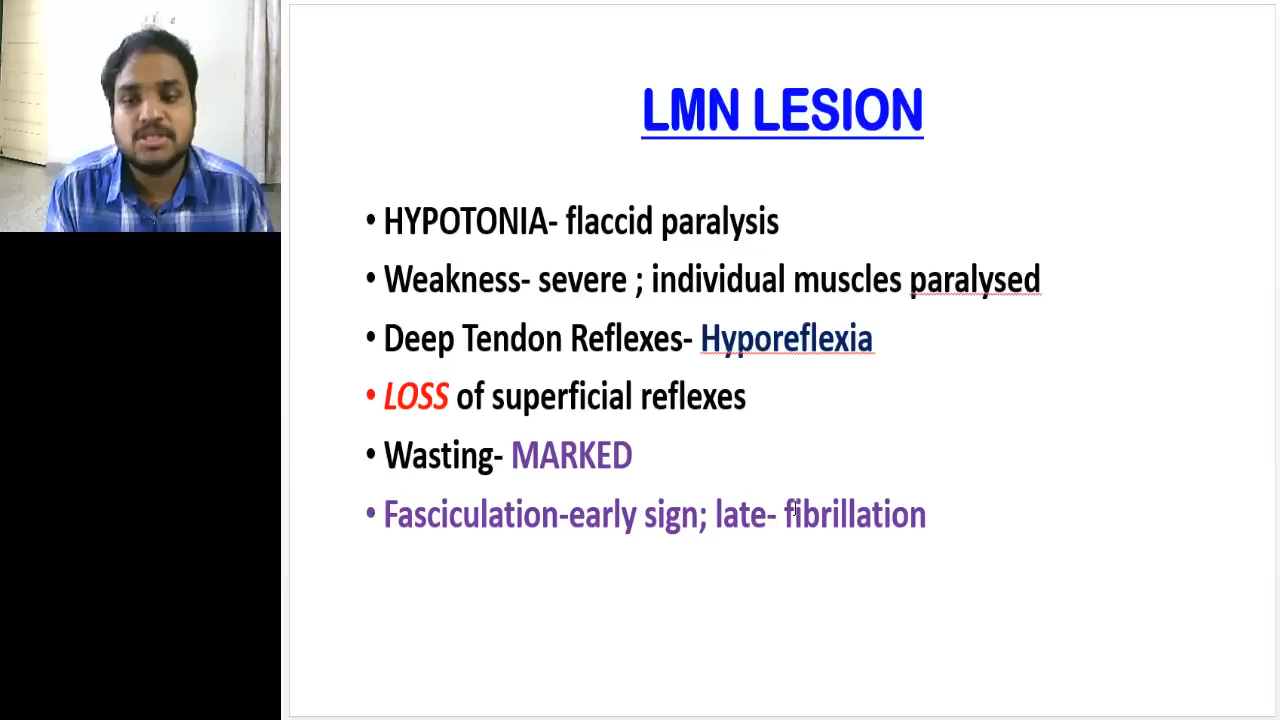 LMN LESION
• HYPOTONIA- flaccid paralysis
• Weakness- severe ; individual muscles paralysed
• Deep Tendon Reflexes- Hyporeflexia
• LOSS of superficial reflexes
• Wasting- MARKED
• Fasciculation-early sign; late- fibrillation